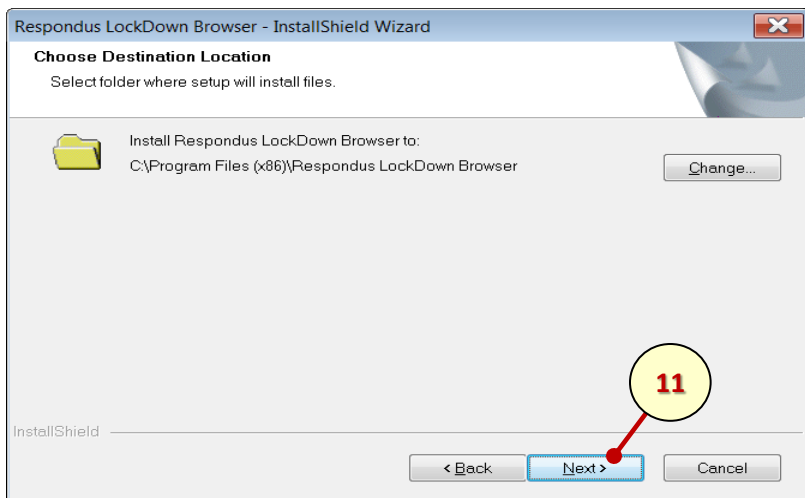 Respondus LockDown Browser - InstallShield Wizard
Choose Destination Location
Select folder where setup will install files.
Install Respondus LockDown Browser to:
C:\Program Files (x86)\Respondus LockDown Browser
Change...
11
InstallShield
< Back Next > Cancel